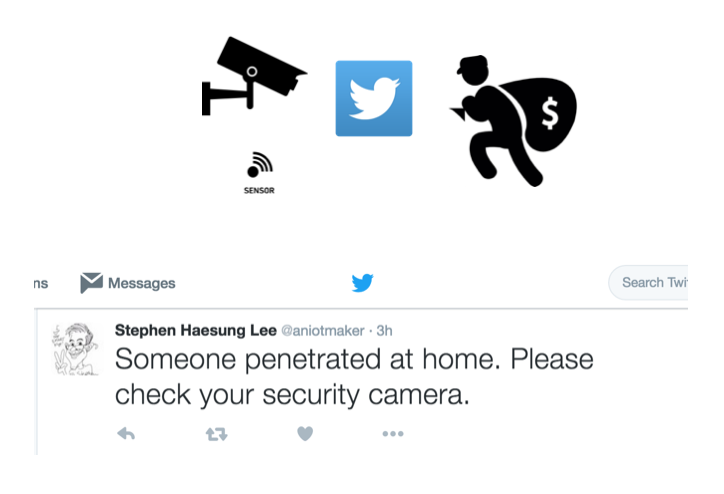 $
SENSOR
ns Messages Search Twi
Stephen Haesung Lee @aniotmaker · 3h
Someone penetrated at home. Please
check your security camera.